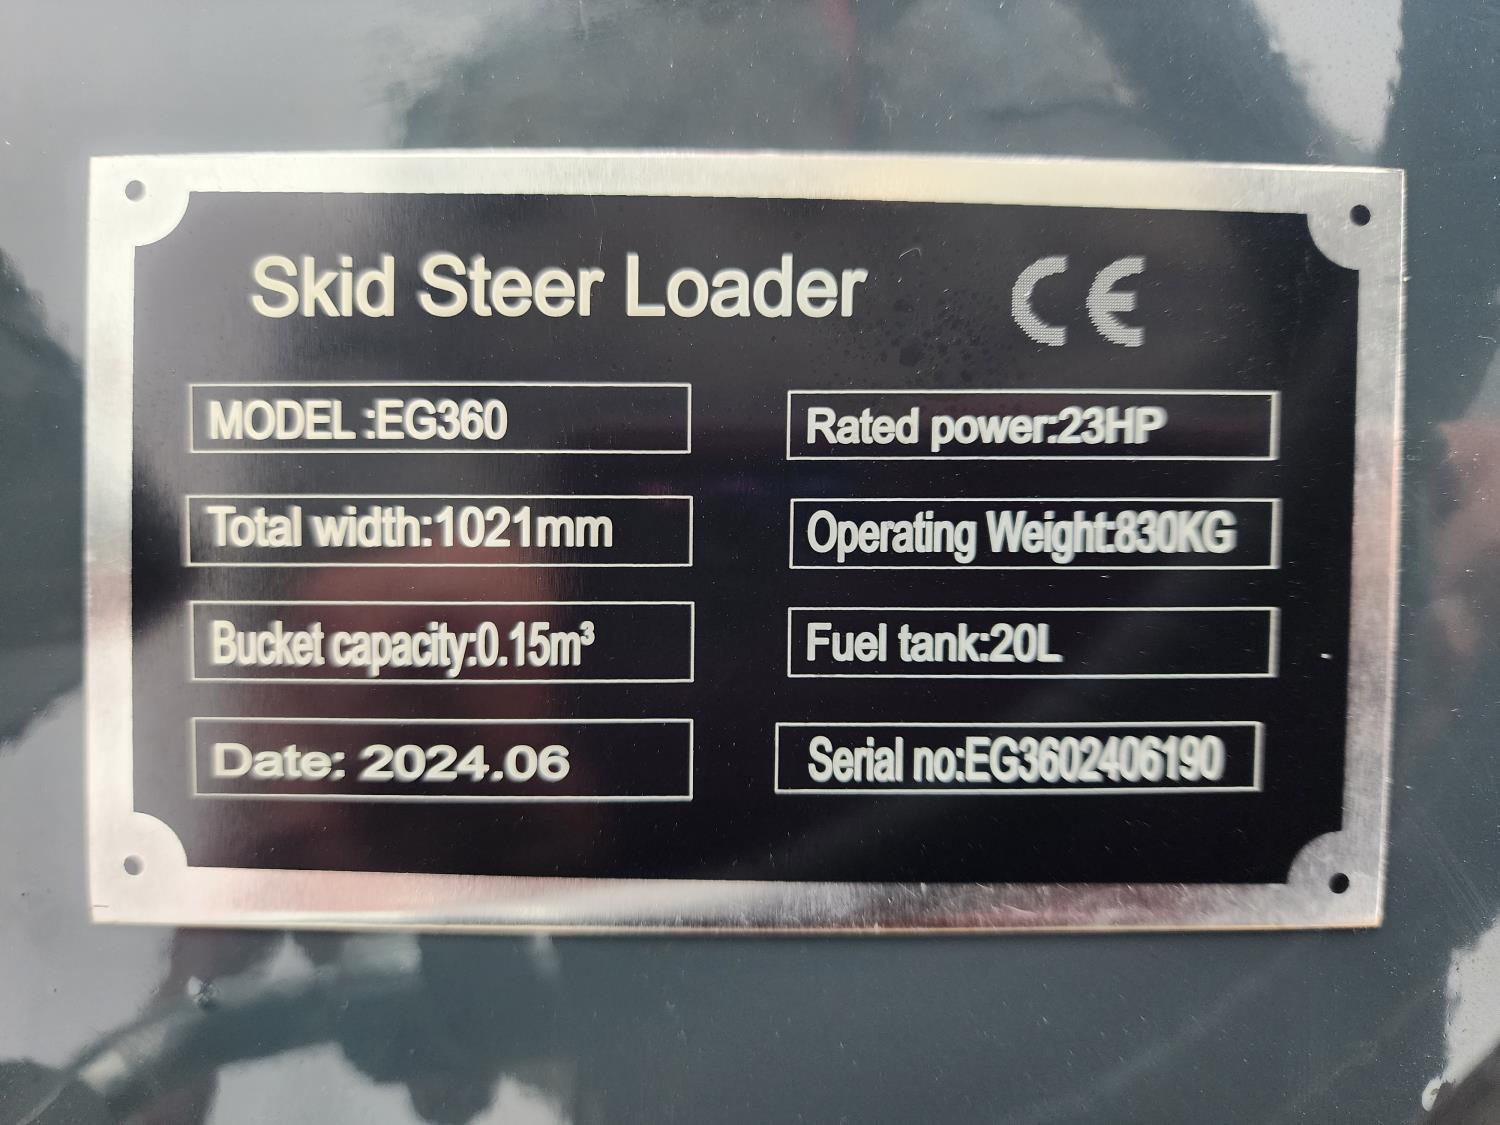 Skid Steer Loader CE
MODEL:EG360
Rated power:23HP
Total width:1021mm
Operating Weight:830KG
Bucket capacity:0.15m³
Fuel tank:20L
Date: 2024.06
Serial no:EG3602406190